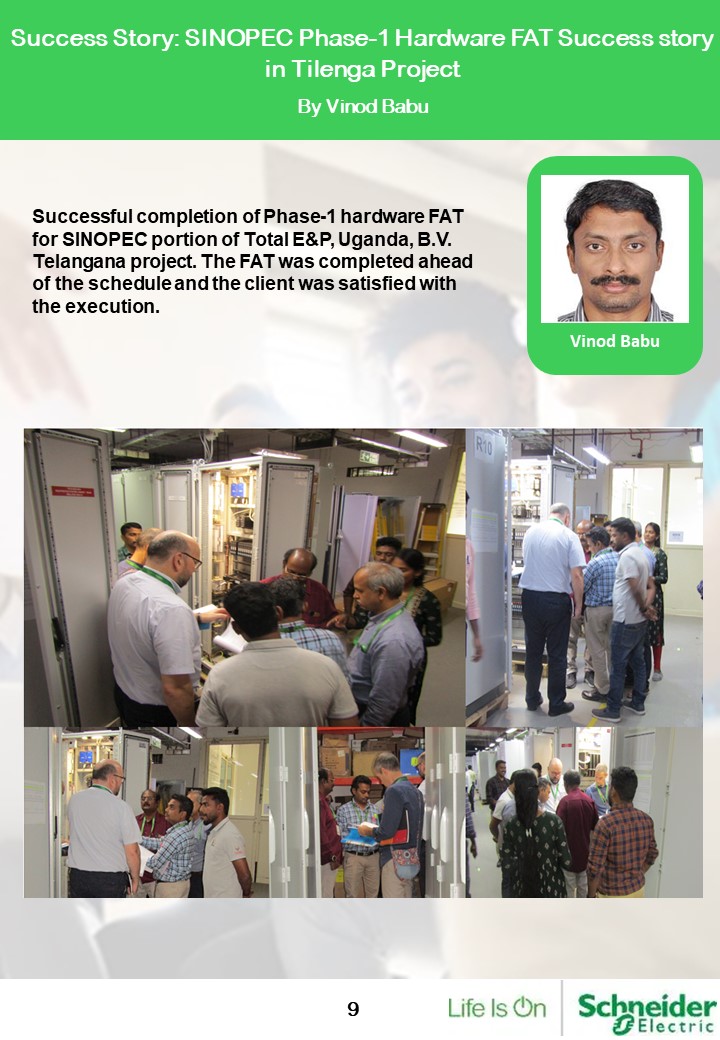 Success Story: SINOPEC Phase-1 Hardware FAT Success story
in Tilenga Project
By Vinod Babu
Successful completion of Phase-1 hardware FAT
for SINOPEC portion of Total E&P, Uganda, B.V.
Telangana project. The FAT was completed ahead
of the schedule and the client was satisfied with
the execution.
Vinod Babu
R-10
9
Life Is On
Schneider
Electric